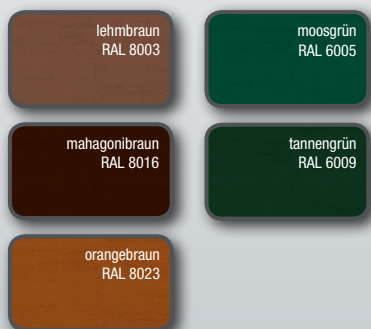 lehmbraun
RAL 8003
moosgrün
RAL 6005
mahagonibraun
RAL 8016
tannengrün
RAL 6009
orangebraun
RAL 8023